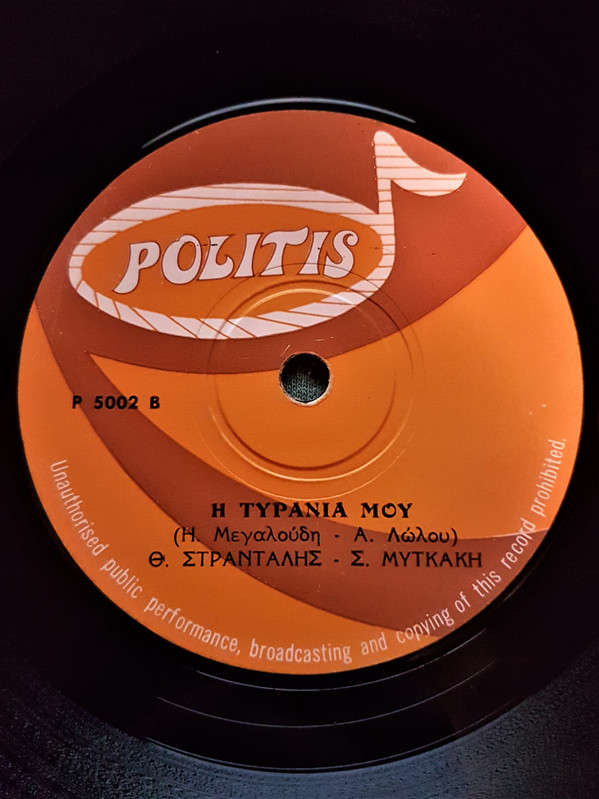 POLITIS
P 5002 B
Η ΤΥΡΑΝΙΑ ΜΟΥ
(Η. Μεγαλούδη - Α. Λώλου)
Θ. ΣΤΡΑΝΤΑΛΗΣ - Σ. ΜΥΤΚΑΚΗ
Unauthorised public performance, broadcasting and copying of this record prohibited.